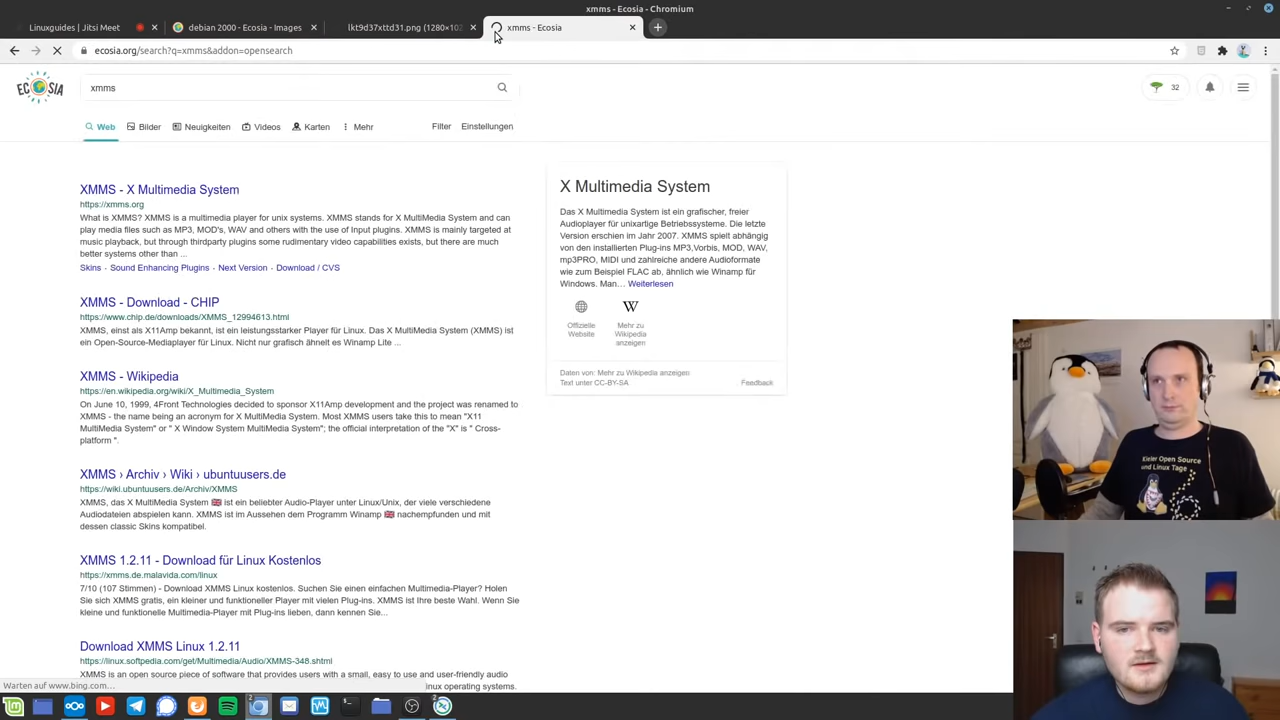 xmms - Ecosia - Chromium
Linuxguides | Jitsi Meet
debian 2000 - Ecosia - Images
lkt9d37xttd31.png (1280×102
xmms - Ecosia
ecosia.org/search?q=xmms&addon=opensearch
ECOSIA
xmms
32
Web
Bilder
Neuigkeiten
Videos
Karten
Mehr
Filter
Einstellungen
XMMS - X Multimedia System
https://xmms.org
What is XMMS? XMMS is a multimedia player for unix systems. XMMS stands for X MultiMedia System and can
play media files such as MP3, MOD's, WAV and others with the use of Input plugins. XMMS is mainly targeted at
music playback, but through thirdparty plugins some rudimentary video capabilities exists, but there are much
better systems other than ...
Skins · Sound Enhancing Plugins · Next Version · Download / CVS
XMMS - Download - CHIP
https://www.chip.de/downloads/XMMS_12994613.html
XMMS, einst als X11Amp bekannt, ist ein leistungsstarker Player für Linux. Das X MultiMedia System (XMMS) ist
ein Open-Source-Mediaplayer für Linux. Nicht nur grafisch ähnelt es Winamp Lite ...
XMMS - Wikipedia
https://en.wikipedia.org/wiki/X_Multimedia_System
On June 10, 1999, 4Front Technologies decided to sponsor X11Amp development and the project was renamed to
XMMS - the name being an acronym for X MultiMedia System. Most XMMS users take this to mean "X11
MultiMedia System" or " X Window System MultiMedia System"; the official interpretation of the "X" is " Cross-
platform ".
XMMS › Archiv › Wiki › ubuntuusers.de
https://wiki.ubuntuusers.de/Archiv/XMMS
XMMS, das X MultiMedia System ist ein beliebter Audio-Player unter Linux/Unix, der viele verschiedene
Audiodateien abspielen kann. XMMS ist im Aussehen dem Programm Winamp nachempfunden und mit
dessen classic Skins kompatibel.
XMMS 1.2.11 - Download für Linux Kostenlos
https://xmms.de.malavida.com/linux
7/10 (107 Stimmen) - Download XMMS Linux kostenlos. Suchen Sie einen einfachen Multimedia-Player? Holen
Sie sich XMMS gratis, ein kleiner und funktioneller Player mit vielen Plug-ins. XMMS ist Ihre beste Wahl. Wenn Sie
kleine und funktionelle Multimedia-Player mit Plug-ins lieben, dann kennen Sie...
Download XMMS Linux 1.2.11
https://linux.softpedia.com/get/Multimedia/Audio/XMMS-348.shtml
XMMS is an open source piece of software that provides users with a small, easy to use and user-friendly audio
inux operating systems.
Warten auf www.bing.com...
X Multimedia System
Das X Multimedia System ist ein grafischer, freier
Audioplayer für unixartige Betriebssysteme. Die letzte
Version erschien im Jahr 2007. XMMS spielt abhängig
von den installierten Plug-ins MP3,Vorbis, MOD, WAV,
mp3PRO, MIDI und zahlreiche andere Audioformate
wie zum Beispiel FLAC ab, ähnlich wie Winamp für
Windows. Man… Weiterlesen
Offizielle
Website
W
Mehr zu
Wikipedia
anzeigen
Daten von: Mehr zu Wikipedia anzeigen
Text unter CC-BY-SA
Feedback
Kieler Open Source
und Linux Tage